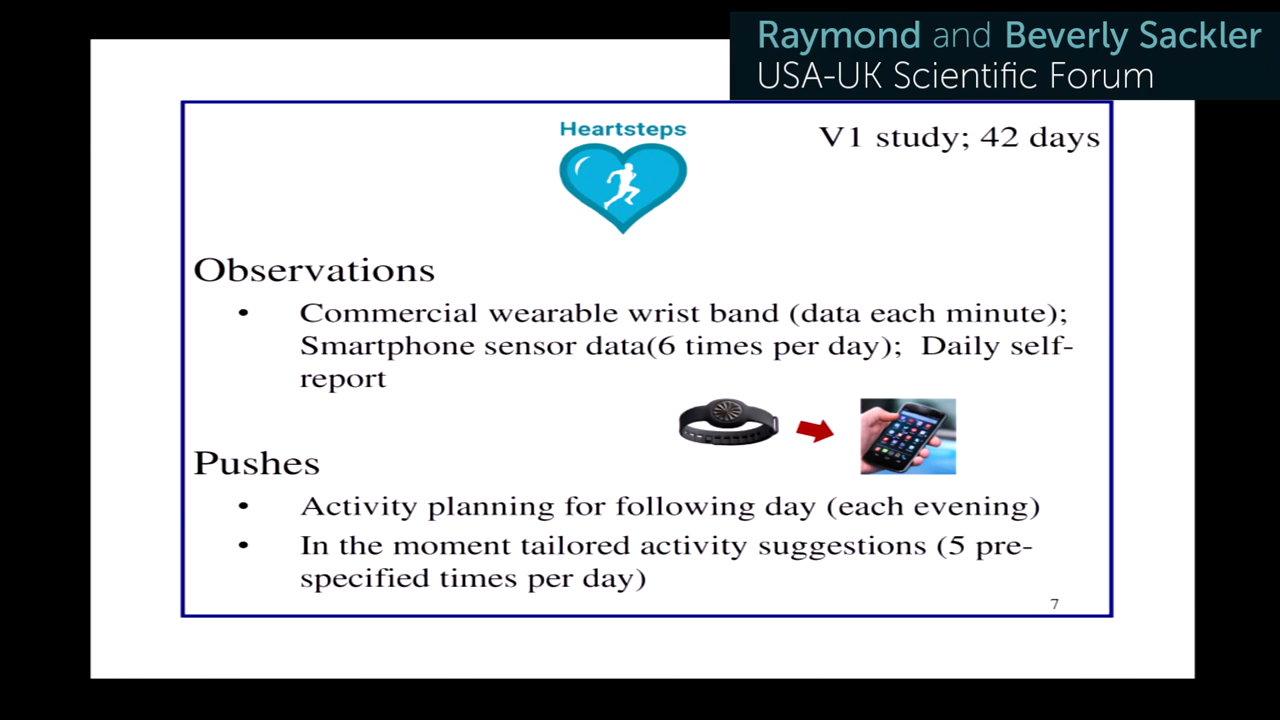 Raymond and Beverly Sackler
USA-UK Scientific Forum
Heartsteps
V1 study; 42 days
Observations
• Commercial wearable wrist band (data each minute);
Smartphone sensor data(6 times per day); Daily self-
report
Pushes
• Activity planning for following day (each evening)
• In the moment tailored activity suggestions (5 pre-
specified times per day)
7